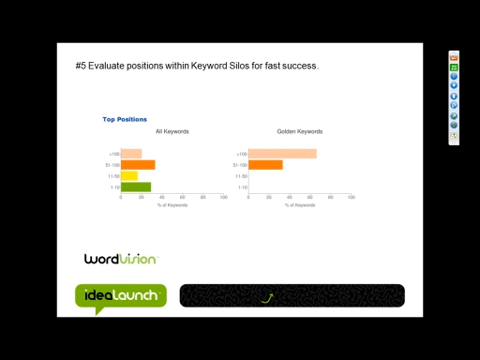 #5 Evaluate positions within Keyword Silos for fast success.
Top Positions
All Keywords
>100
51-100
11-50
1-10
0 20 40 60 80 100
% of Keywords
Golden Keywords
>100
51-100
11-50
1-10
0 20 40 60 80 100
% of Keywords
wordvision
idealaunch